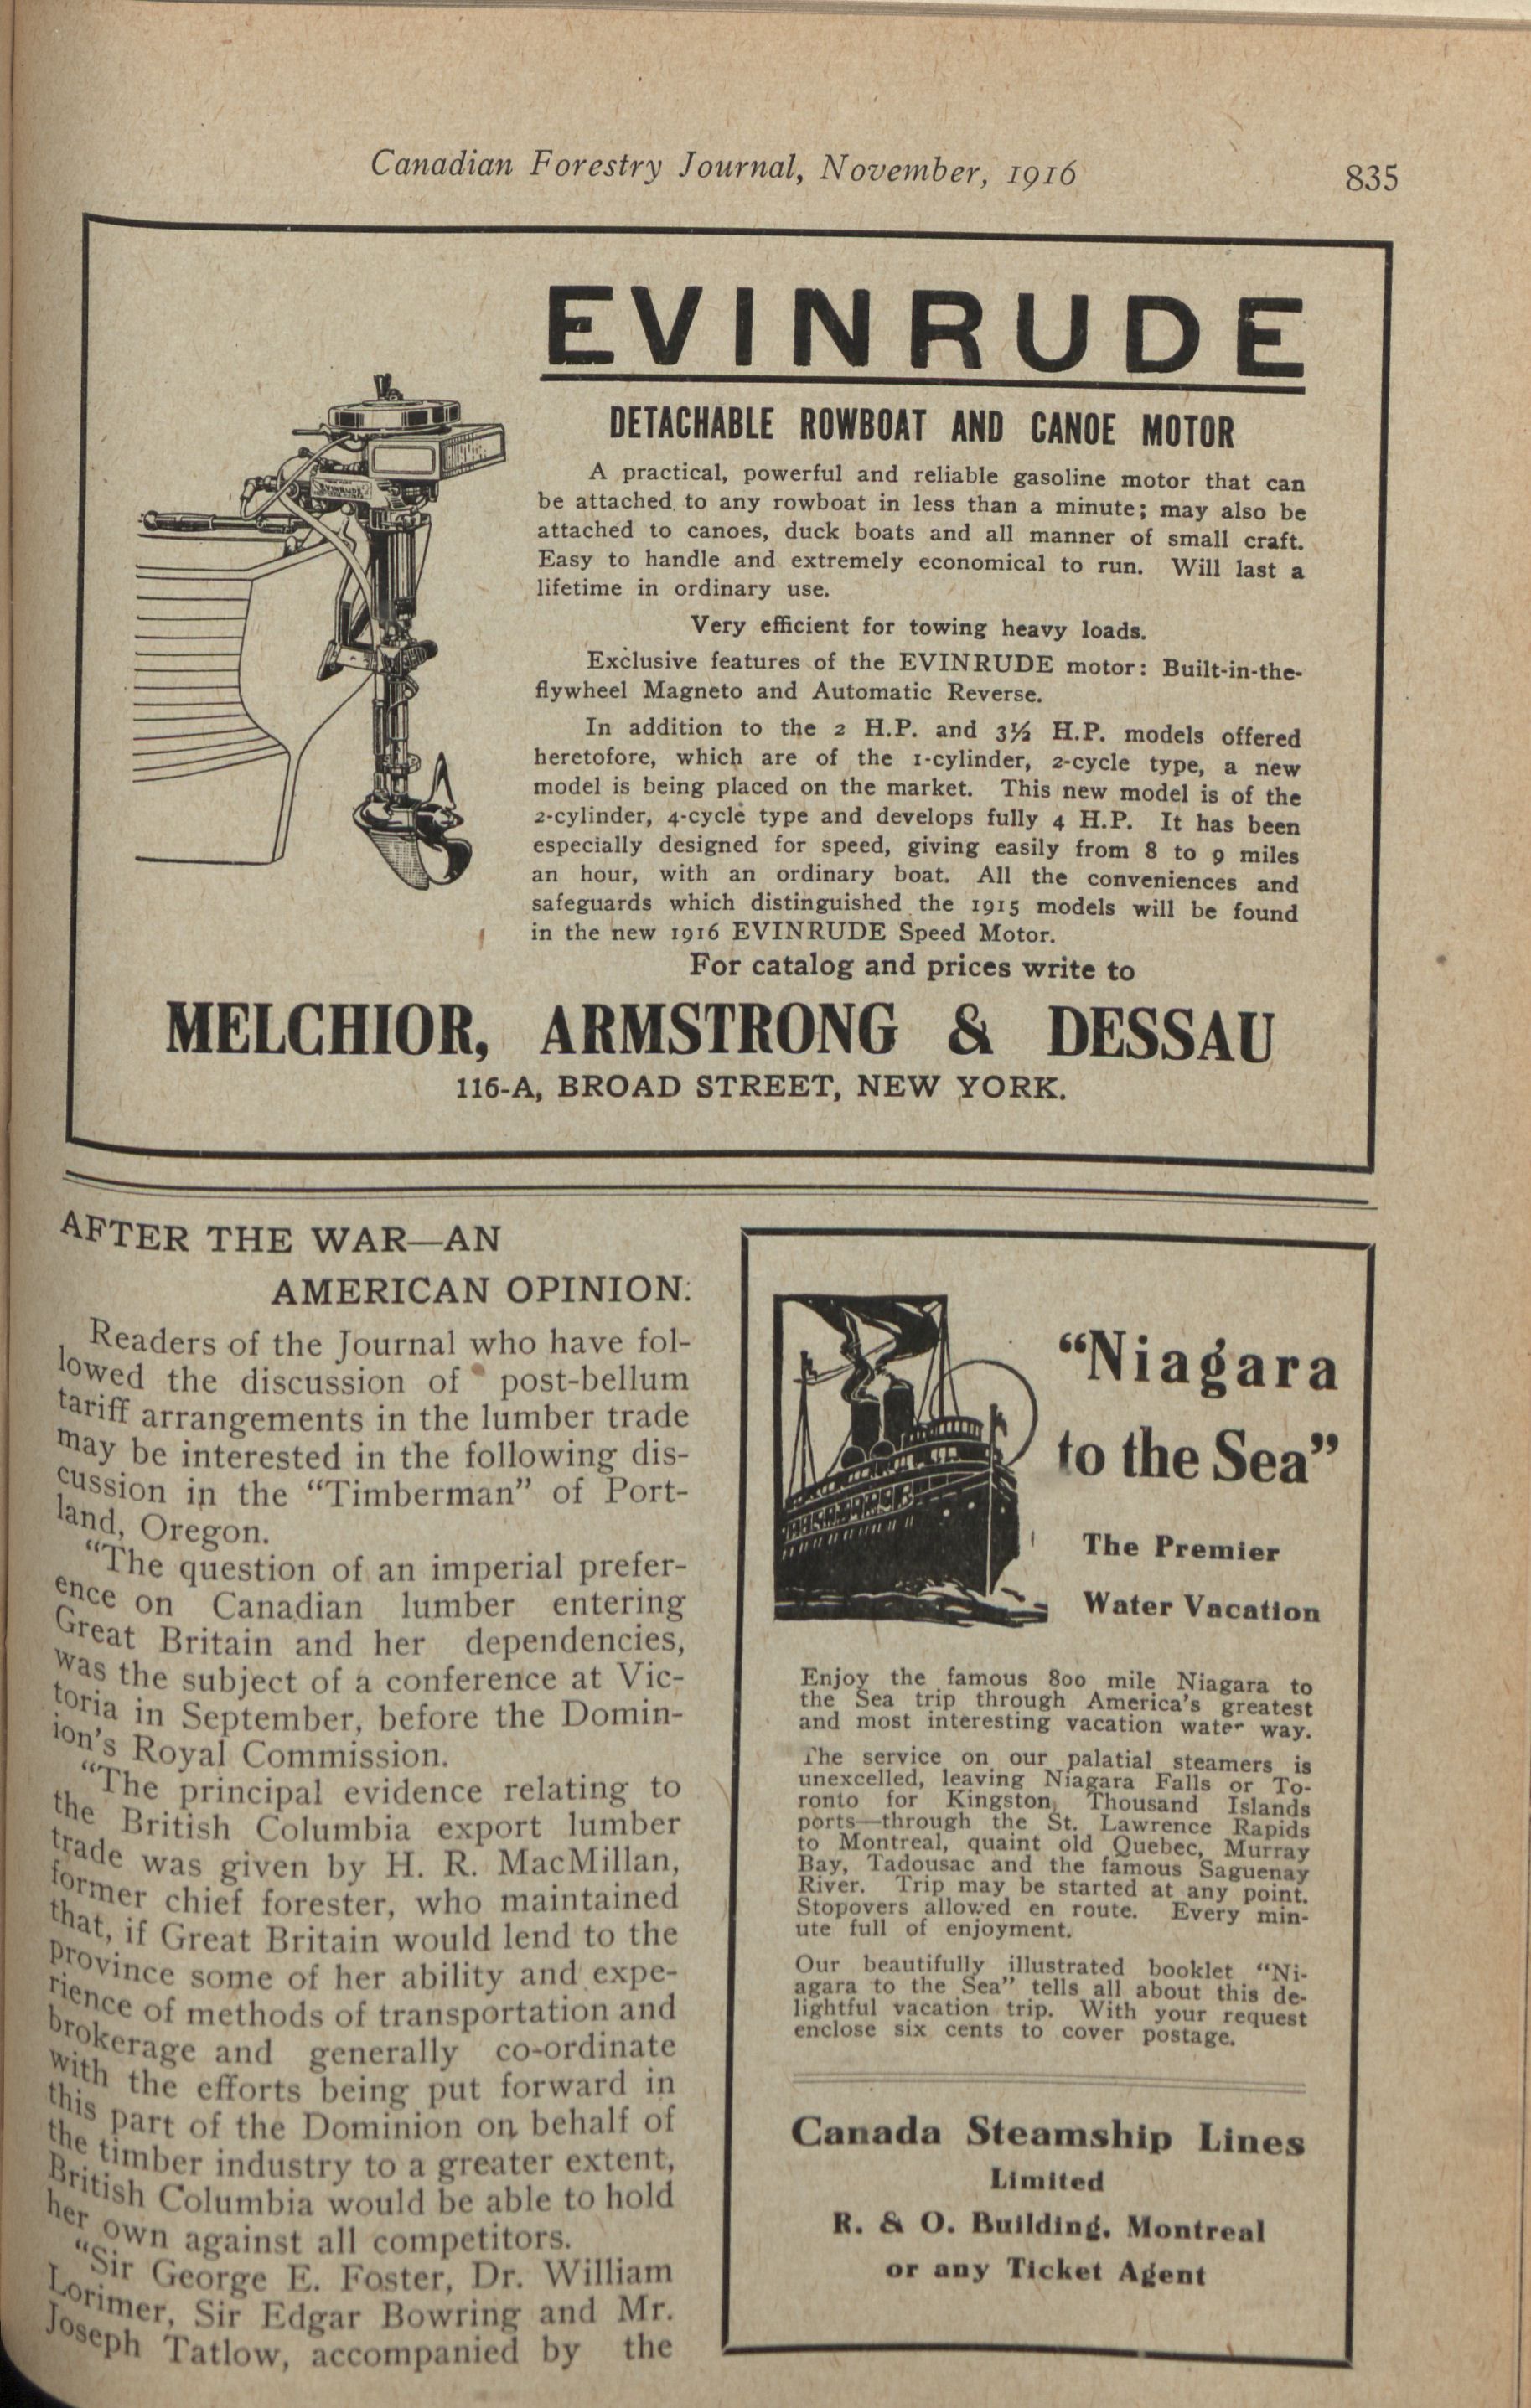 Canadian Forestry Journal, November, 1916 835
EVINRUDE
DETACHABLE ROWBOAT AND CANOE MOTOR
A practical, powerful and reliable gasoline motor that can
be attached to any rowboat in less than a minute; may also be
attached to canoes, duck boats and all manner of small craft.
Easy to handle and extremely economical to run. Will last a
lifetime in ordinary use.
Very efficient for towing heavy loads.
Exclusive features of the EVINRUDE motor: Built-in-the-
flywheel Magneto and Automatic Reverse.
In addition to the 2 H.P. and 3½ H.P. models offered
heretofore, which are of the 1-cylinder, 2-cycle type, a new
model is being placed on the market. This new model is of the
2-cylinder, 4-cycle type and develops fully 4 H.P. It has been
especially designed for speed, giving easily from 8 to 9 miles
an hour, with an ordinary boat. All the conveniences and
safeguards which distinguished the 1915 models will be found
in the new 1916 EVINRUDE Speed Motor.
For catalog and prices write to
MELCHIOR, ARMSTRONG & DESSAU
116-A, BROAD STREET, NEW YORK.
AFTER THE WAR—AN
AMERICAN OPINION.
Readers of the Journal who have fol-
lowed the discussion of post-bellum
tariff arrangements in the lumber trade
may be interested in the following dis-
cussion in the "Timberman" of Port-
land, Oregon.
"The question of an imperial prefer-
ence on Canadian lumber entering
Great Britain and her dependencies,
was the subject of a conference at Vic-
toria in September, before the Domin-
ion's Royal Commission.
"The principal evidence relating to
the British Columbia export lumber
trade was given by H. R. MacMillan,
former chief forester, who maintained
that, if Great Britain would lend to the
province some of her ability and expe-
rience of methods of transportation and
brokerage and generally co-ordinate
with the efforts being put forward in
this part of the Dominion on behalf of
the timber industry to a greater extent,
British Columbia would be able to hold
her own against all competitors.
"Sir George E. Foster, Dr. William
Lorimer, Sir Edgar Bowring and Mr.
Joseph Tatlow, accompanied by the
"Niagara
to the Sea"
The Premier
Water Vacation
Enjoy the famous 800 mile Niagara to
the Sea trip through America's greatest
and most interesting vacation water way.
The service on our palatial steamers is
unexcelled, leaving Niagara Falls or To-
ronto for Kingston, Thousand Islands
ports—through the St. Lawrence Rapids
to Montreal, quaint old Quebec, Murray
Bay, Tadousac and the famous Saguenay
River. Trip may be started at any point.
Stopovers allowed en route. Every min-
ute full of enjoyment.
Our beautifully illustrated booklet "Ni-
agara to the Sea" tells all about this de-
lightful vacation trip. With your request
enclose six cents to cover postage.
Canada Steamship Lines
Limited
R. & O. Building, Montreal
or any Ticket Agent